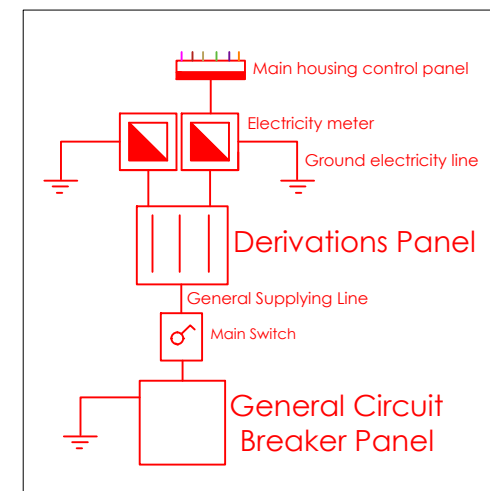 Main housing control panel
Electricity meter
Ground electricity line
Derivations Panel
General Supplying Line
Main Switch
General Circuit
Breaker Panel